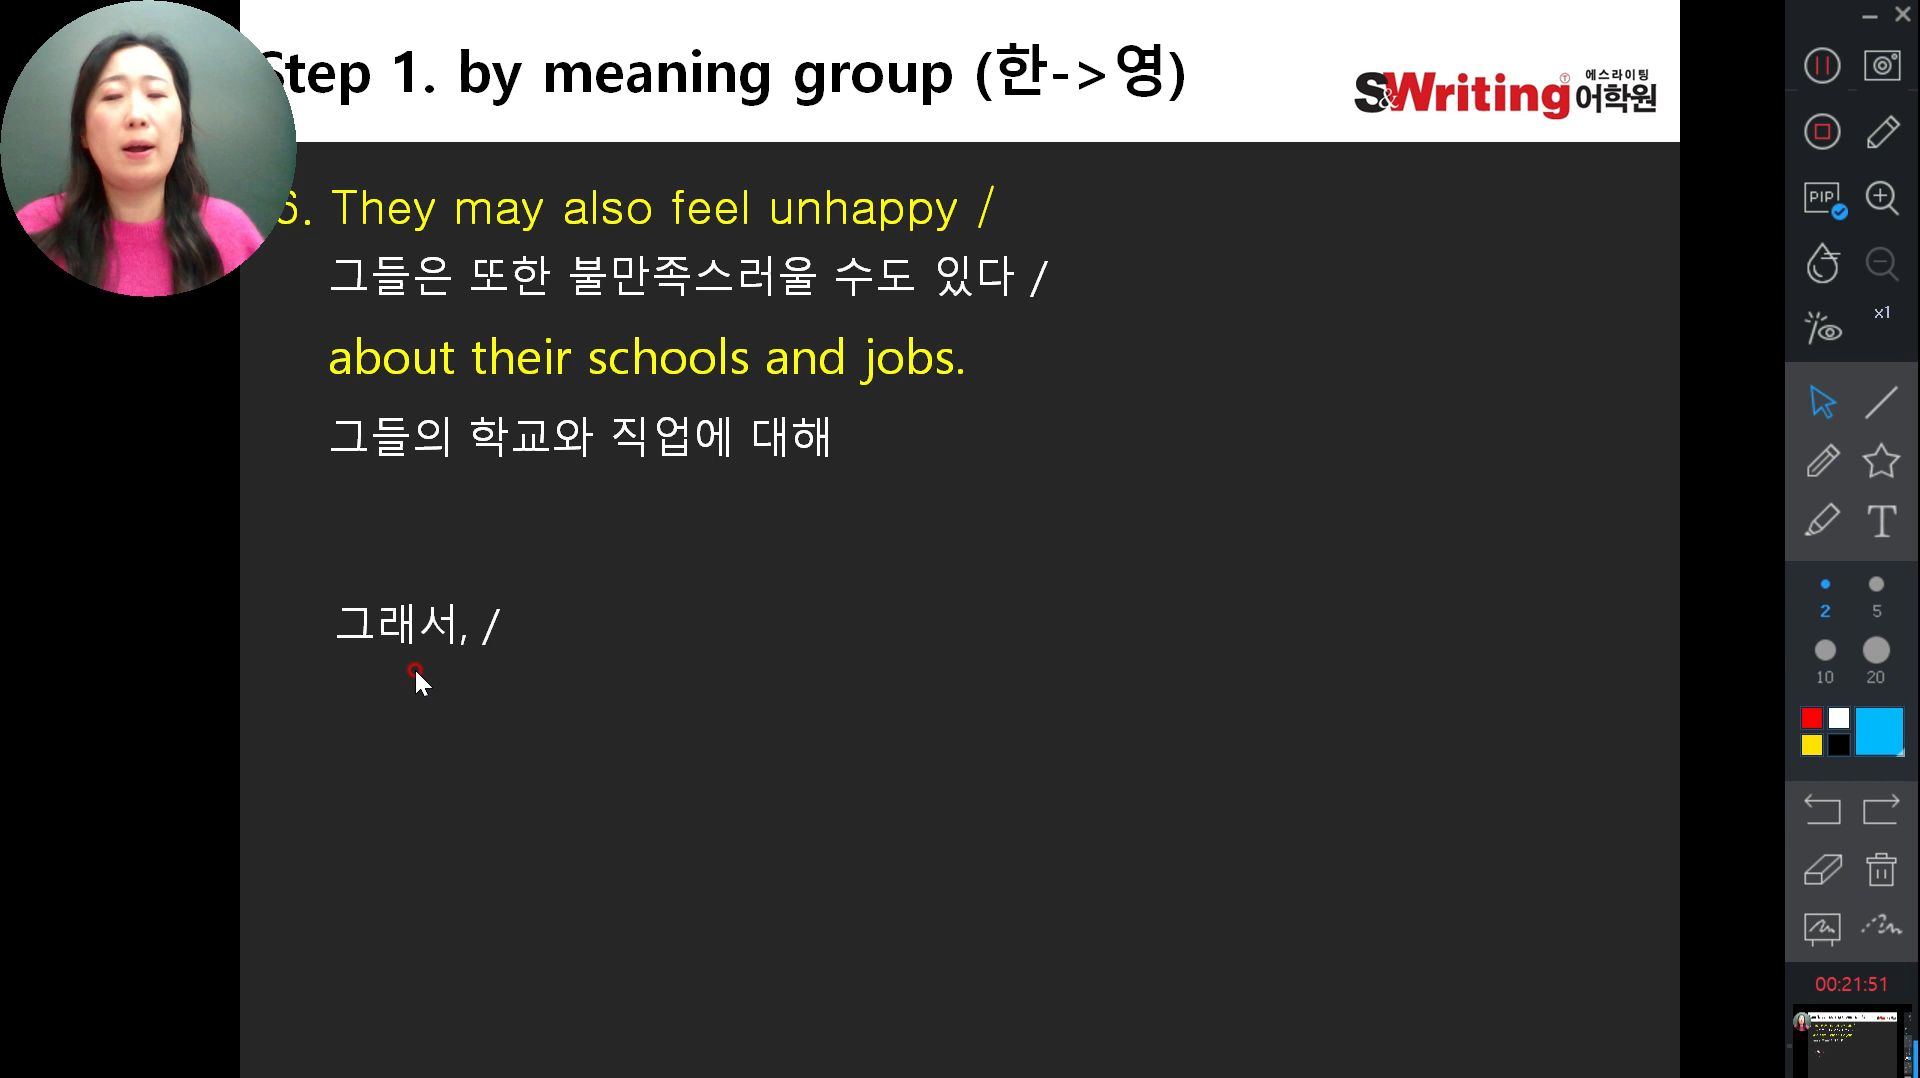 Step 1. by meaning group (한->영)
S&Writing 에스라이팅 어학원
6. They may also feel unhappy /
그들은 또한 불만족스러울 수도 있다 /
about their schools and jobs.
그들의 학교와 직업에 대해
그래서, /
PIP
x1
T
2 5
10 20
00:21:51